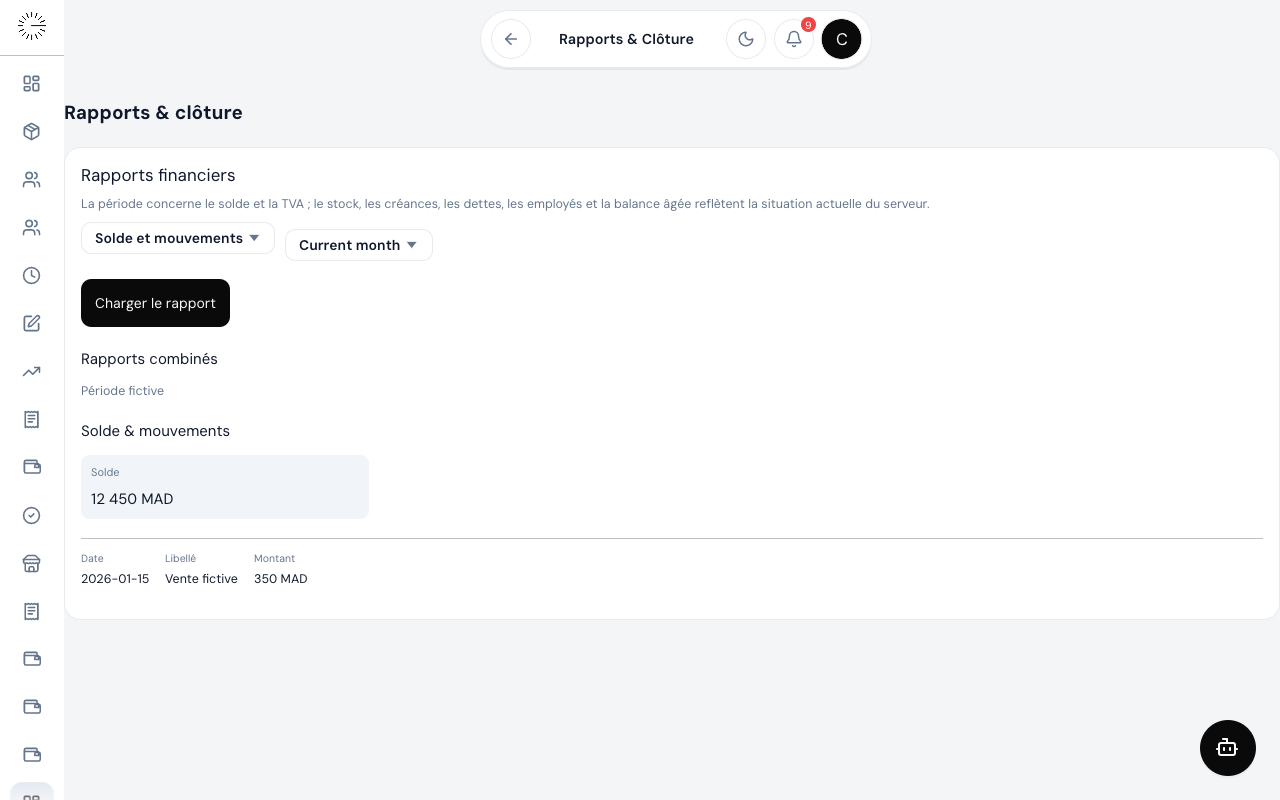 Rapports & Clôture
9
C
Rapports & clôture
Rapports financiers
La période concerne le solde et la TVA ; le stock, les créances, les dettes, les employés et la balance âgée reflètent la situation actuelle du serveur.
Solde et mouvements
Current month
Charger le rapport
Rapports combinés
Période fictive
Solde & mouvements
Solde
12 450 MAD
Date Libellé Montant
2026-01-15 Vente fictive 350 MAD